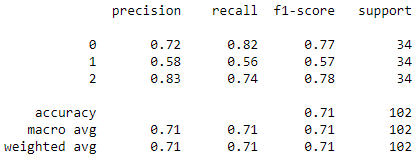 precision recall f1-score support
0 0.72 0.82 0.77 34
1 0.58 0.56 0.57 34
2 0.83 0.74 0.78 34
accuracy 0.71 102
macro avg 0.71 0.71 0.71 102
weighted avg 0.71 0.71 0.71 102